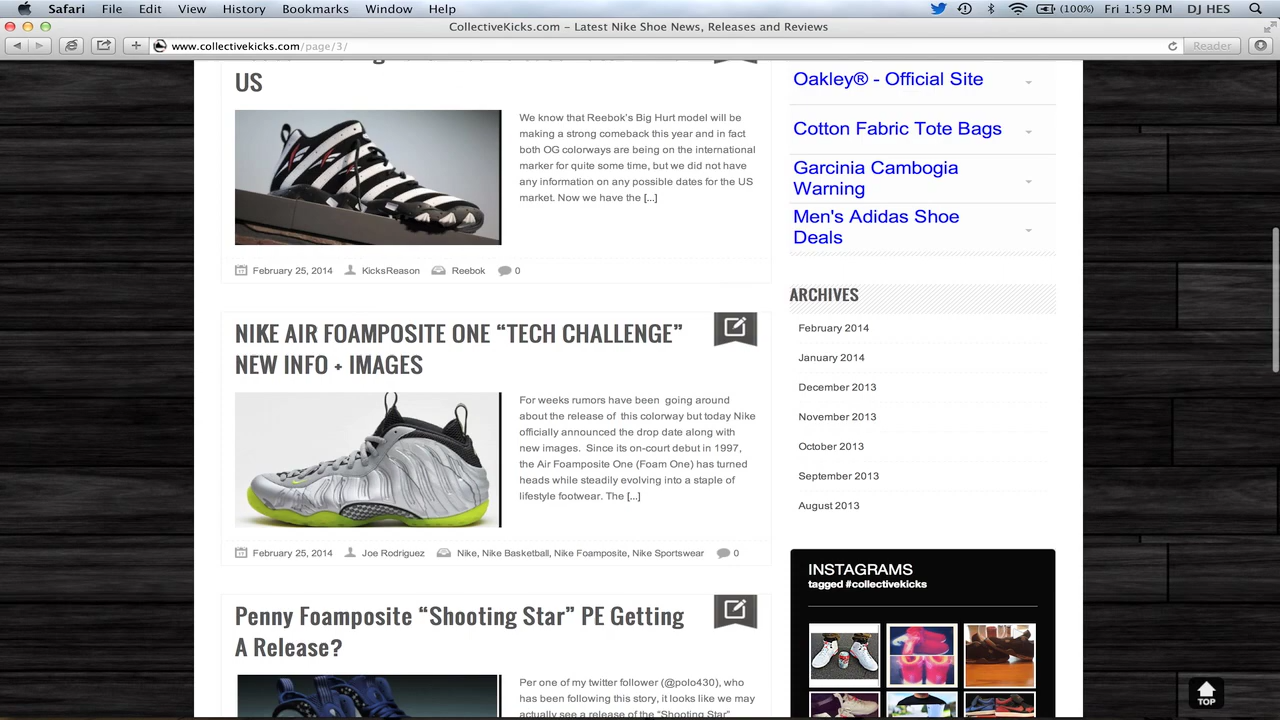 Safari File Edit View History Bookmarks Window Help (100%) Fri 1:59 PM DJ HES
CollectiveKicks.com – Latest Nike Shoe News, Releases and Reviews
www.collectivekicks.com/page/3/ Reader
US
We know that Reebok's Big Hurt model will be
making a strong comeback this year and in fact
both OG colorways are being on the international
marker for quite some time, but we did not have
any information on any possible dates for the US
market. Now we have the [...]
February 25, 2014 KicksReason Reebok 0
NIKE AIR FOAMPOSITE ONE “TECH CHALLENGE”
NEW INFO + IMAGES
For weeks rumors have been going around
about the release of this colorway but today Nike
officially announced the drop date along with
new images. Since its on-court debut in 1997,
the Air Foamposite One (Foam One) has turned
heads while steadily evolving into a staple of
lifestyle footwear. The [...]
February 25, 2014 Joe Rodriguez Nike, Nike Basketball, Nike Foamposite, Nike Sportswear 0
Penny Foamposite “Shooting Star” PE Getting
A Release?
Per one of my twitter follower (@polo430), who
has been following this story, it looks like we may
actually see a release of the “Shooting Star”
Oakley® - Official Site
Cotton Fabric Tote Bags
Garcinia Cambogia
Warning
Men's Adidas Shoe
Deals
ARCHIVES
February 2014
January 2014
December 2013
November 2013
October 2013
September 2013
August 2013
INSTAGRAMS
tagged #collectivekicks
TOP